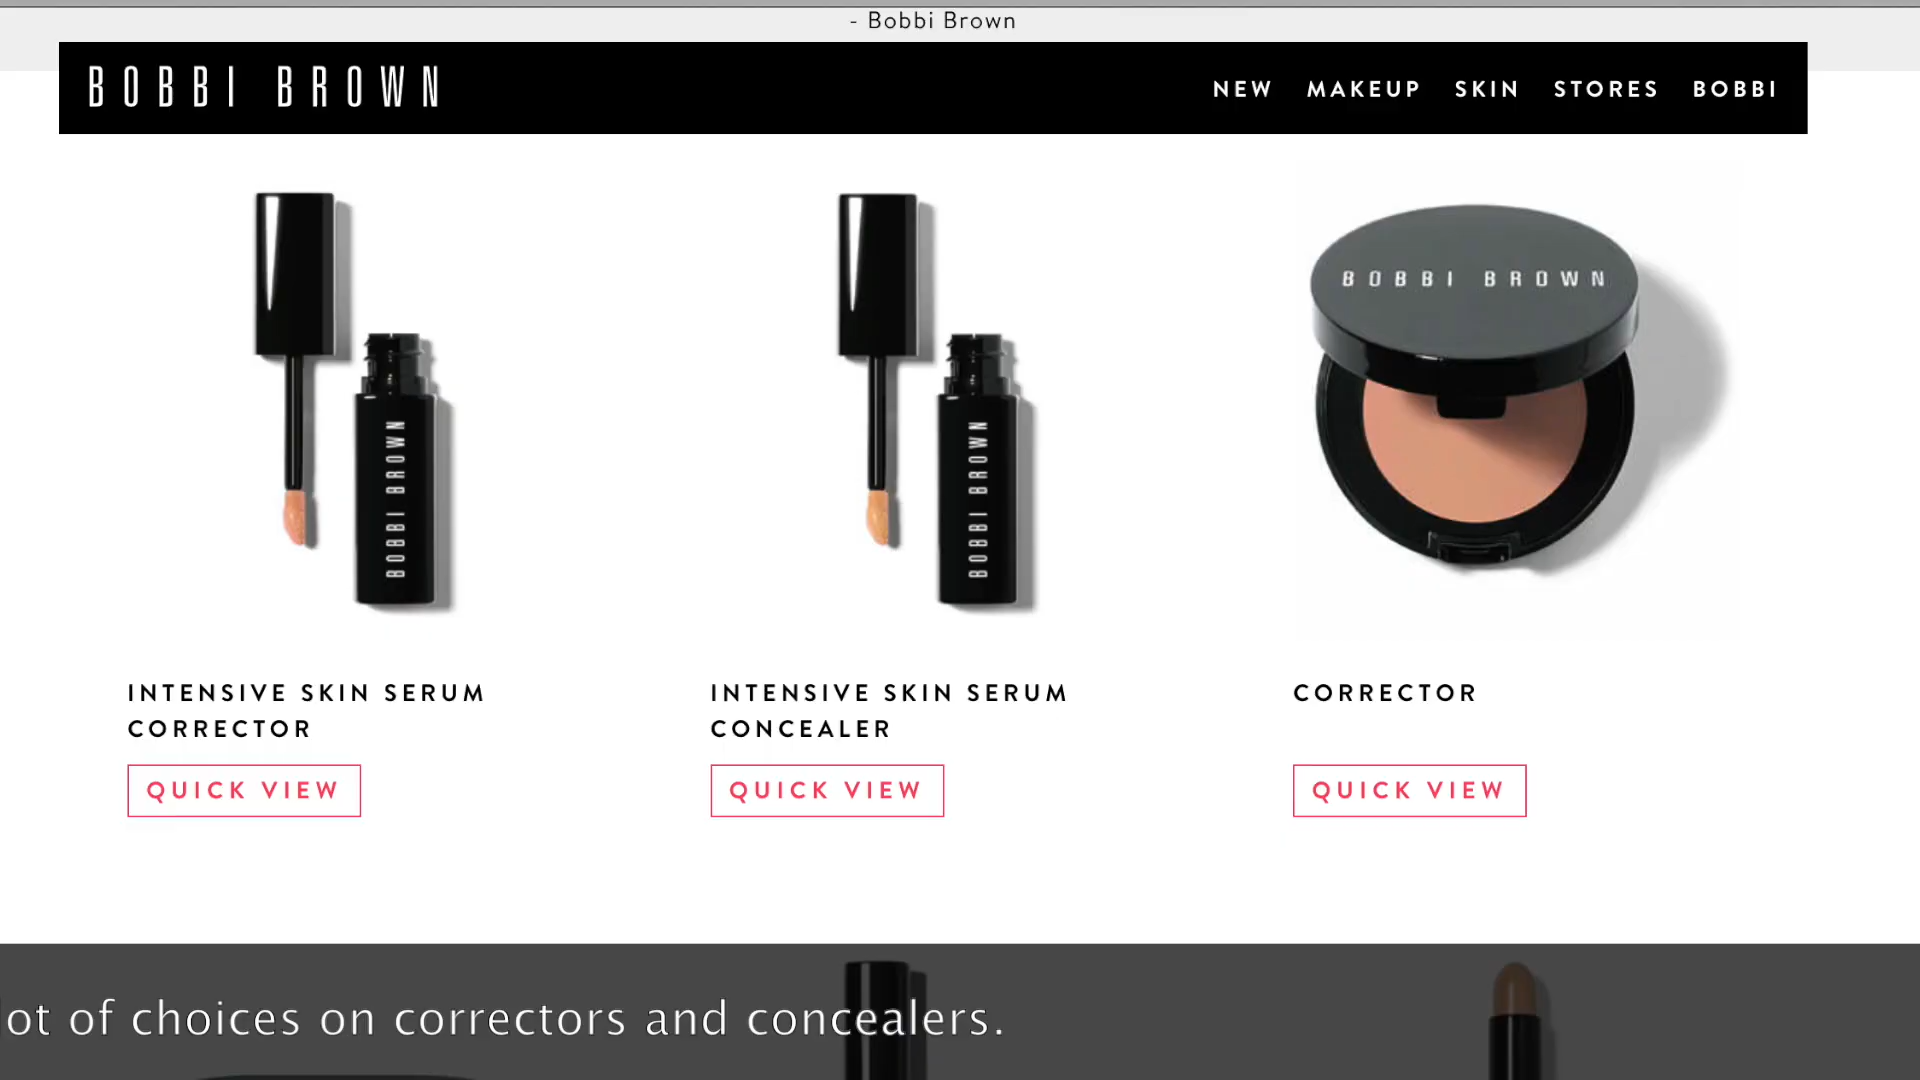 - Bobbi Brown
BOBBI BROWN
NEW MAKEUP SKIN STORES BOBBI
BOBBI BROWN
BOBBI BROWN
BOBBI BROWN
INTENSIVE SKIN SERUM
CORRECTOR
INTENSIVE SKIN SERUM
CONCEALER
CORRECTOR
QUICK VIEW
QUICK VIEW
QUICK VIEW
lot of choices on correctors and concealers.